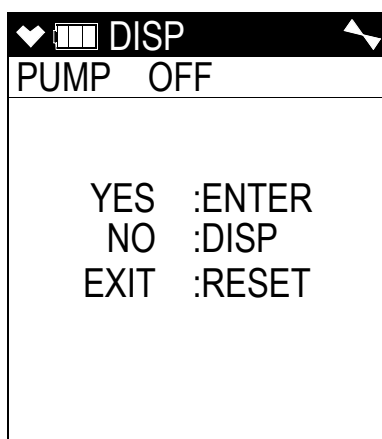 DISP
PUMP OFF
YES :ENTER
NO :DISP
EXIT :RESET